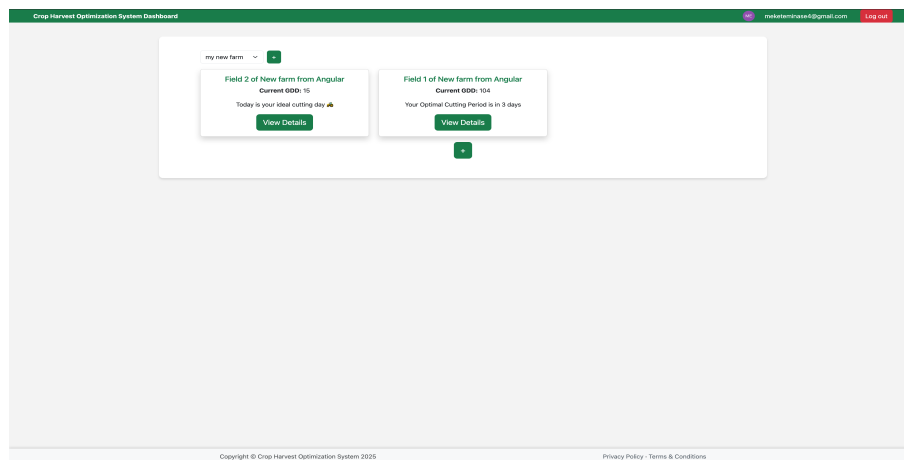 Crop Harvest Optimization System Dashboard
MC meketeminase4@gmail.com Log out
my new farm +
Field 2 of New farm from Angular
Current GDD: 15
Today is your ideal cutting day 🚜
View Details
Field 1 of New farm from Angular
Current GDD: 104
Your Optimal Cutting Period is in 3 days
View Details
+
Copyright © Crop Harvest Optimization System 2025
Privacy Policy · Terms & Conditions